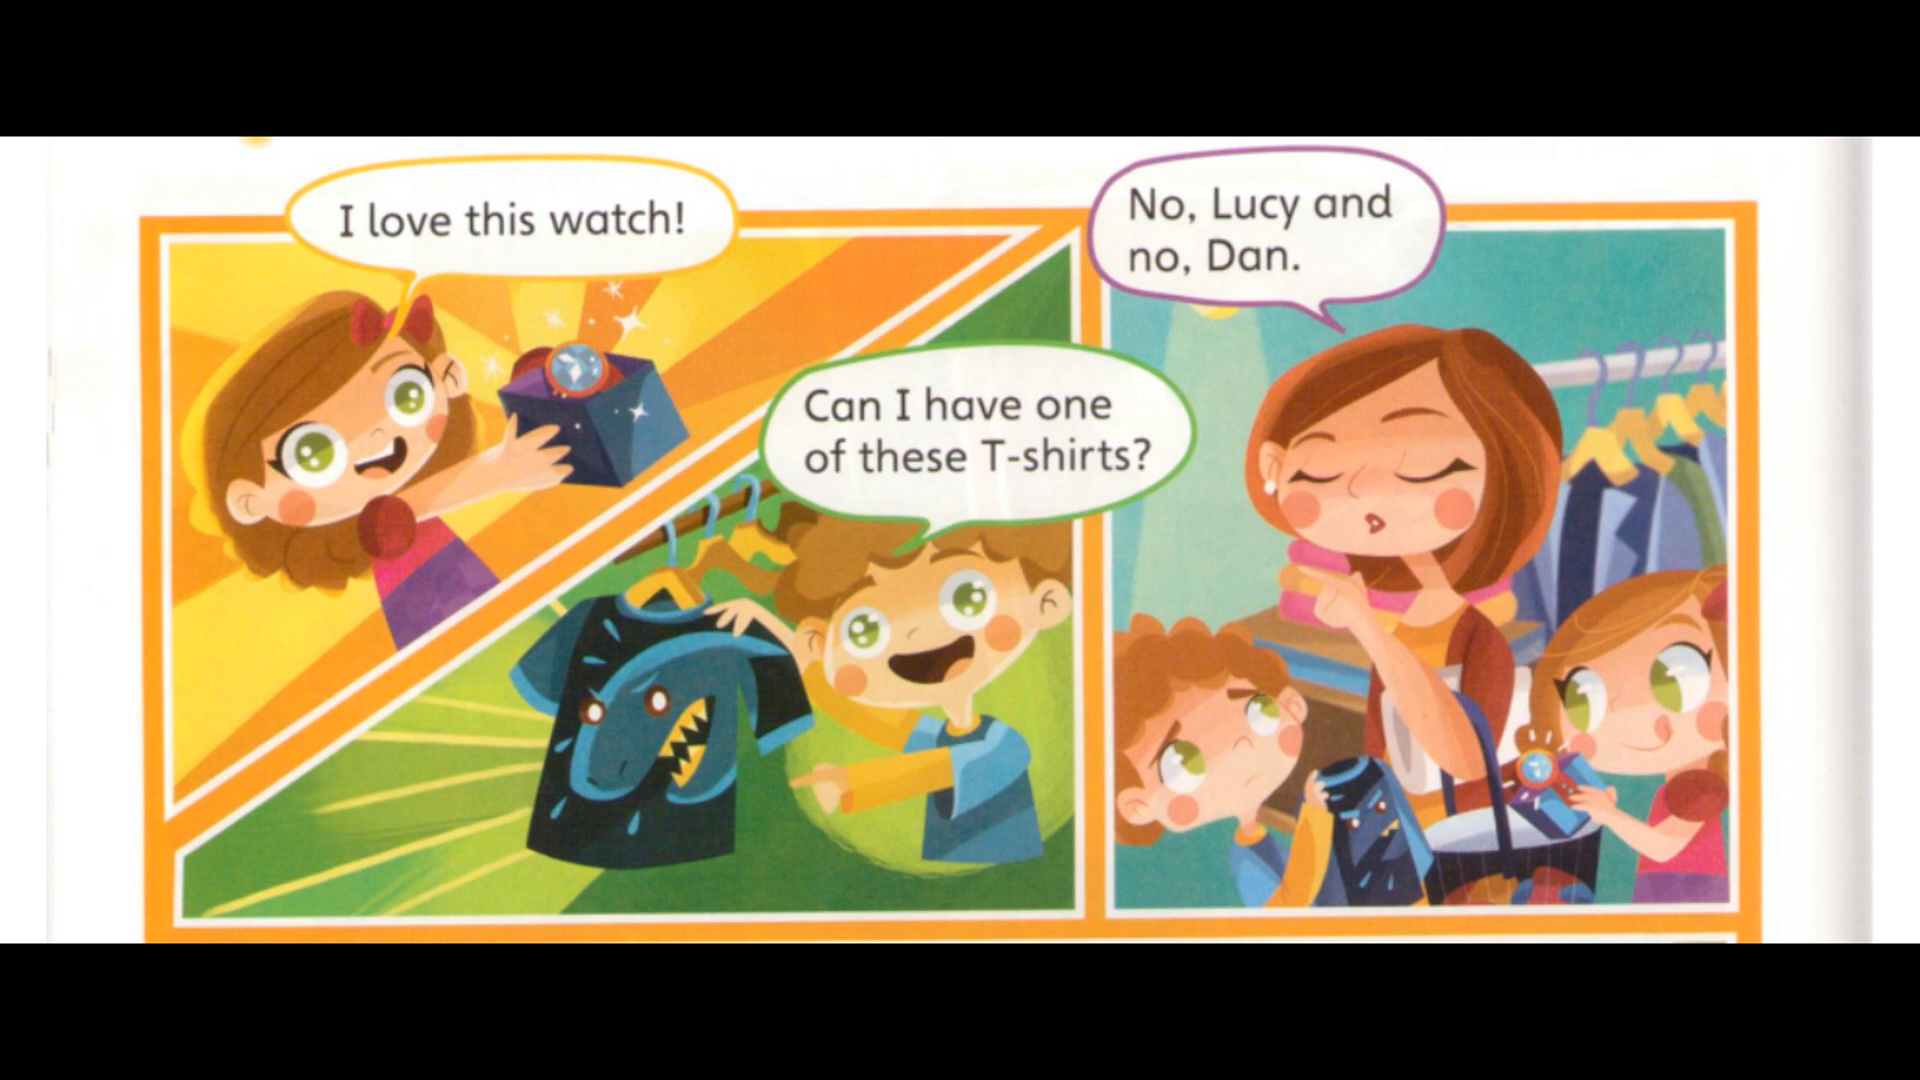 I love this watch!
Can I have one
of these T-shirts?
No, Lucy and
no, Dan.